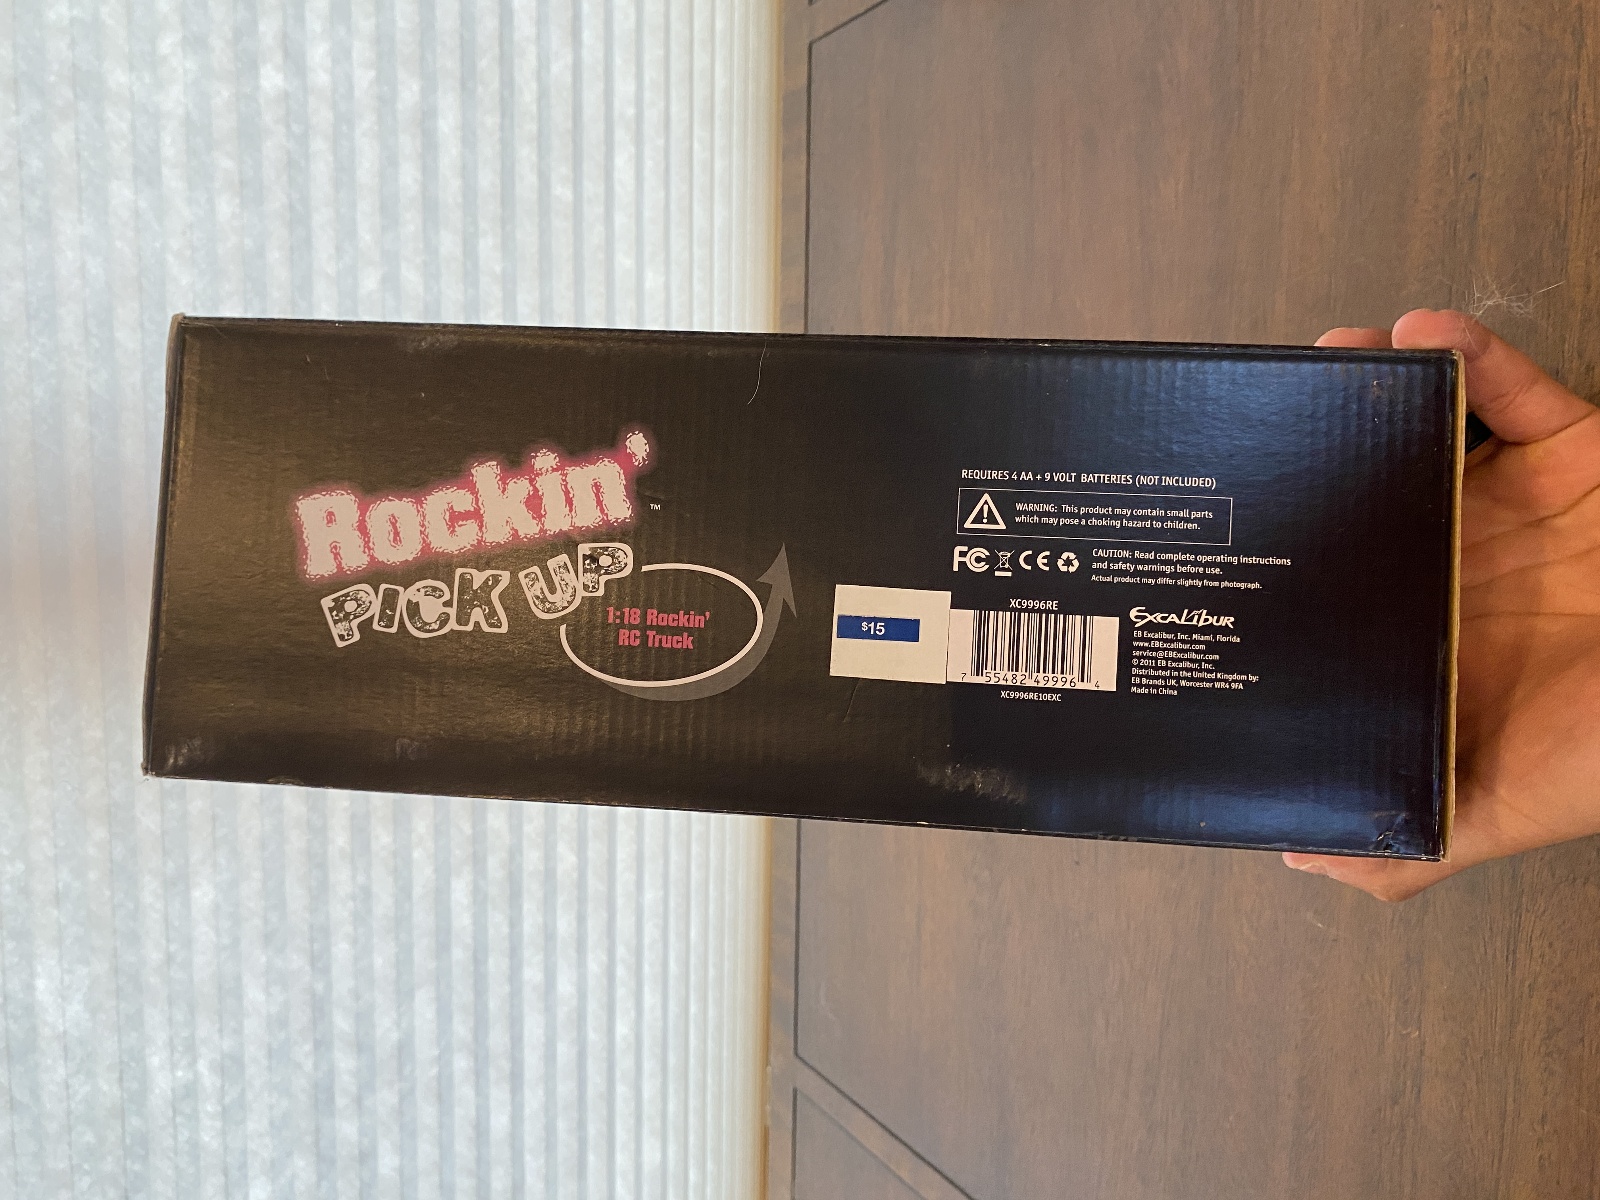 Rockin'™
PICK UP
1:18 Rockin'
RC Truck
REQUIRES 4 AA + 9 VOLT BATTERIES (NOT INCLUDED)
WARNING: This product may contain small parts
which may pose a choking hazard to children.
FC CE
CAUTION: Read complete operating instructions
and safety warnings before use.
Actual product may differ slightly from photograph.
$15
XC9996RE
7 55482 49996 4
XC9996RE10EXC
EXCALIBUR
EB Excalibur, Inc. Miami, Florida
www.EBExcalibur.com
service@EBExcalibur.com
© 2011 EB Excalibur, Inc.
Distributed in the United Kingdom by:
EB Brands UK, Worcester WR4 9FA
Made in China